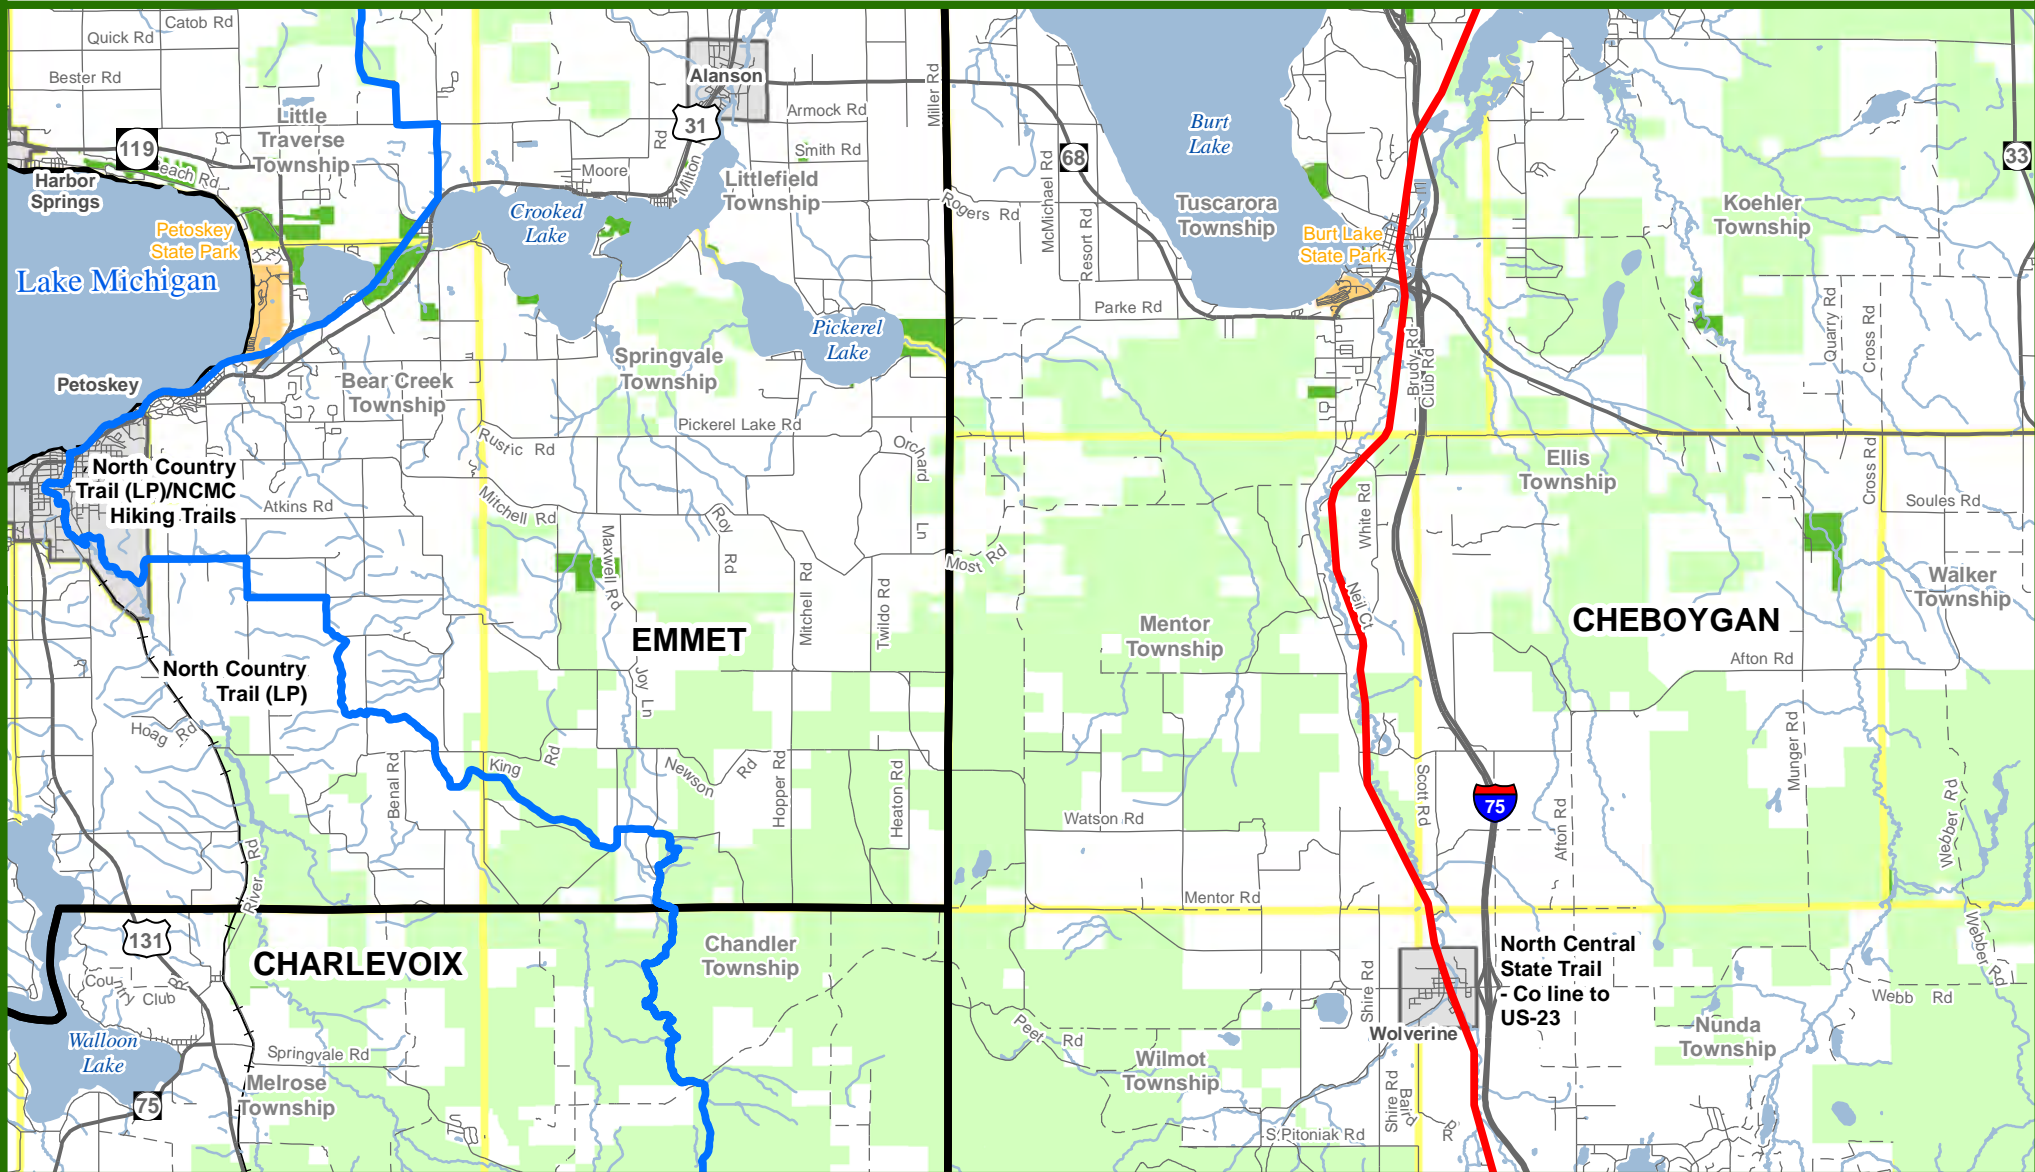 Catob Rd
Quick Rd
Bester Rd
Alanson
31
Armock Rd
Miller Rd
Smith Rd
Little
Traverse
Township
119
Beach Rd
Harbor
Springs
Moore
Rd
Milton
Littlefield
Township
Petoskey
State Park
Crooked
Lake
Lake Michigan
Pickerel
Lake
Petoskey
Bear Creek
Township
Springvale
Township
Pickerel Lake Rd
Rustic Rd
Orchard
Ln
North Country
Trail (LP)/NCMC
Hiking Trails
Atkins Rd
Mitchell Rd
Maxwell Rd
Roy
Rd
Mitchell Rd
Twildo Rd
EMMET
North Country
Trail (LP)
Joy Ln
Hoag Rd
Benal Rd
King Rd
Newson Rd
Hopper Rd
Heaton Rd
River Rd
131
CHARLEVOIX
Chandler
Township
Country Club Rd
Walloon
Lake
Springvale Rd
Melrose
Township
75
Burt
Lake
68
McMichael Rd
Resort Rd
Rogers Rd
Tuscarora
Township
Burt Lake
State Park
Koehler
Township
33
Parke Rd
Brudy Rd
Club Rd
Quarry Rd
Cross Rd
Ellis
Township
Cross Rd
Soules Rd
White Rd
Most Rd
Neil Ct
Walker
Township
Mentor
Township
CHEBOYGAN
Afton Rd
Munger Rd
Scott Rd
75
Afton Rd
Webber Rd
Watson Rd
Mentor Rd
North Central
State Trail
- Co line to
US-23
Webber Rd
Webb Rd
Shire Rd
Wolverine
Peet Rd
Wilmot
Township
Nunda
Township
Shire Rd
Baird
R
S Pitoniak Rd